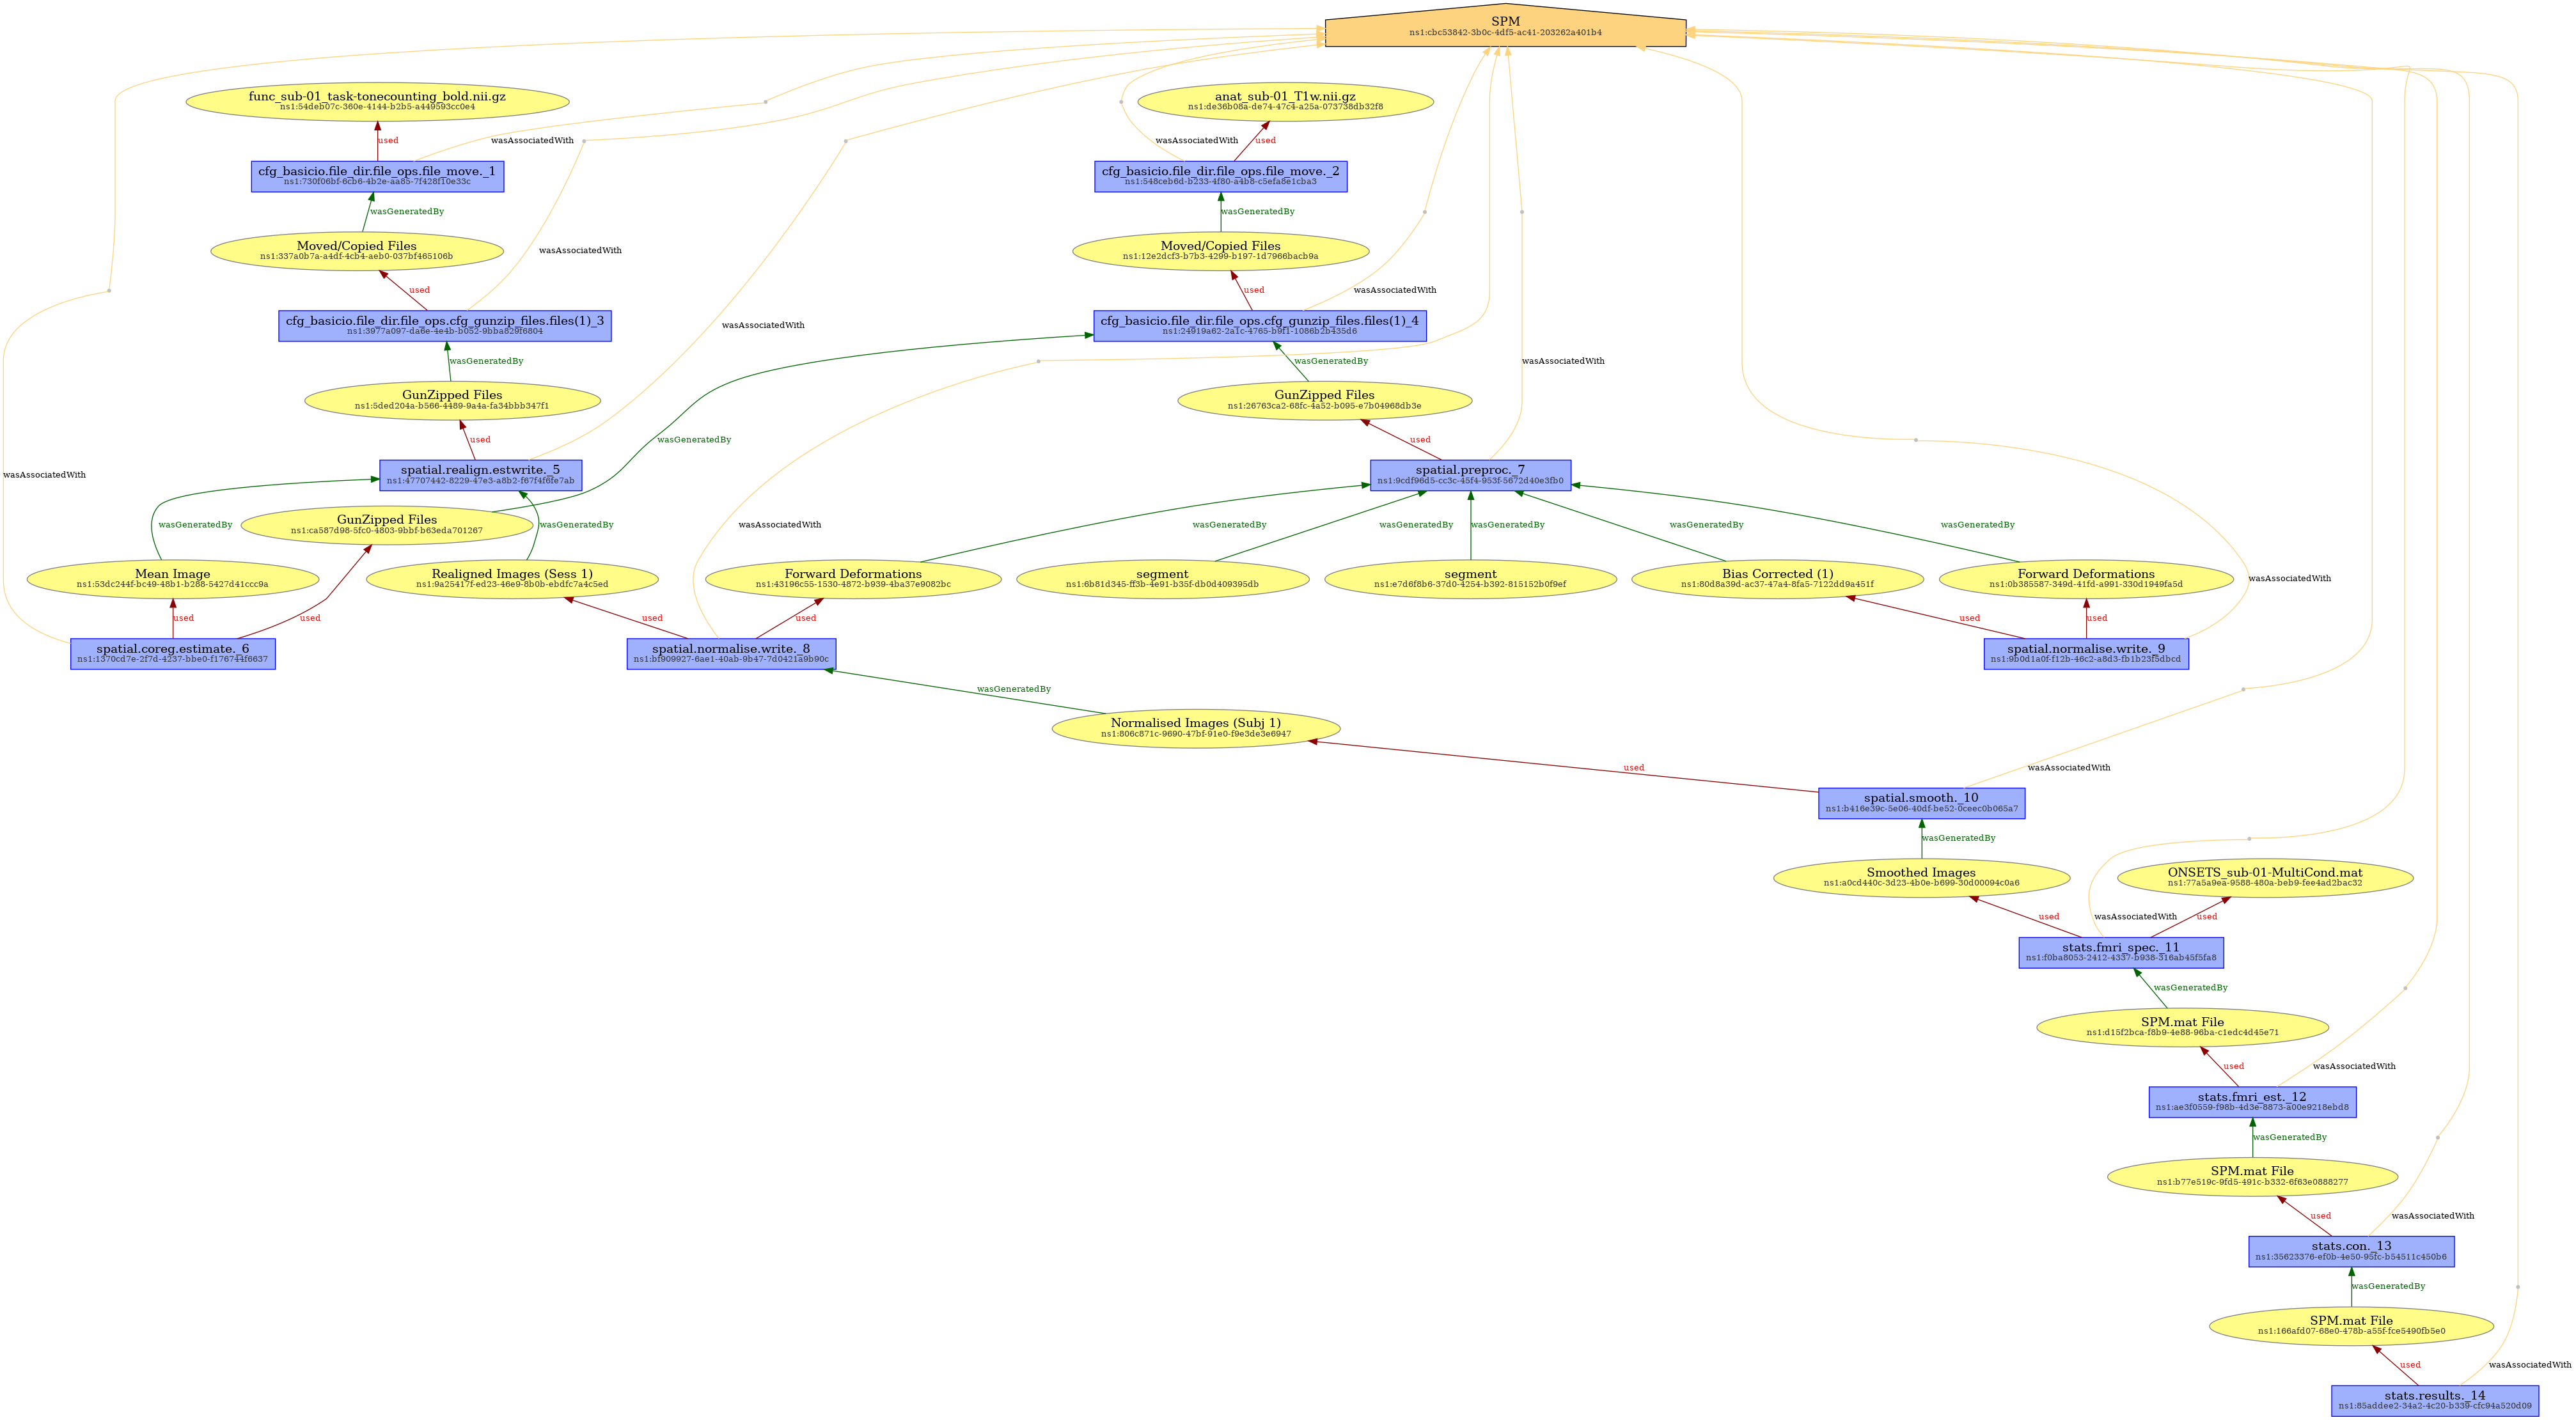 SPM
ns1:cbc53842-3b0c-4df5-ac41-203262a401b4
func_sub-01_task-tonecounting_bold.nii.gz
ns1:54deb07c-360e-4144-b2b5-a449593cc0e4
anat_sub-01_T1w.nii.gz
ns1:de36b08a-de74-47c4-a25a-073738db32f8
used
wasAssociatedWith
wasAssociatedWith
used
cfg_basicio.file_dir.file_ops.file_move._1
ns1:730f06bf-6cb6-4b2e-aa85-7f428f10e33c
cfg_basicio.file_dir.file_ops.file_move._2
ns1:548ceb6d-b233-4f80-a4b8-c5efa8e1cba3
wasGeneratedBy
wasGeneratedBy
Moved/Copied Files
ns1:337a0b7a-a4df-4cb4-aeb0-037bf465106b
wasAssociatedWith
Moved/Copied Files
ns1:12e2dcf3-b7b3-4299-b197-1d7966bacb9a
used
used
wasAssociatedWith
cfg_basicio.file_dir.file_ops.cfg_gunzip_files.files(1)_3
ns1:3977a097-da6e-4e4b-b052-9bba829f6804
wasAssociatedWith
cfg_basicio.file_dir.file_ops.cfg_gunzip_files.files(1)_4
ns1:24919a62-2a1c-4765-b9f1-1086b2b435d6
wasGeneratedBy
wasGeneratedBy
wasAssociatedWith
GunZipped Files
ns1:5ded204a-b566-4489-9a4a-fa34bbb347f1
GunZipped Files
ns1:26763ca2-68fc-4a52-b095-e7b04968db3e
used
wasGeneratedBy
used
wasAssociatedWith
spatial.realign.estwrite._5
ns1:47707442-8229-47e3-a8b2-f67f4f6fe7ab
spatial.preproc._7
ns1:9cdf96d5-cc3c-45f4-953f-5672d40e3fb0
wasGeneratedBy
GunZipped Files
ns1:ca587d98-5fc0-4803-9bbf-b63eda701267
wasGeneratedBy
wasAssociatedWith
wasGeneratedBy
wasGeneratedBy
wasGeneratedBy
wasGeneratedBy
wasGeneratedBy
Mean Image
ns1:53dc244f-bc49-48b1-b288-5427d41ccc9a
Realigned Images (Sess 1)
ns1:9a25417f-ed23-46e9-8b0b-ebdfc7a4c5ed
Forward Deformations
ns1:43196c55-1530-4872-b939-4ba37e9082bc
segment
ns1:6b81d345-ff3b-4e91-b35f-db0d409395db
segment
ns1:e7d6f8b6-37d0-4254-b392-815152b0f9ef
Bias Corrected (1)
ns1:80d8a39d-ac37-47a4-8fa5-7122dd9a451f
Forward Deformations
ns1:0b385587-349d-41fd-a991-330d1949fa5d
wasAssociatedWith
used
used
used
used
used
used
spatial.coreg.estimate._6
ns1:1370cd7e-2f7d-4237-bbe0-f176744f6637
spatial.normalise.write._8
ns1:bf909927-6ae1-40ab-9b47-7d0421a9b90c
spatial.normalise.write._9
ns1:9b0d1a0f-f12b-46c2-a8d3-fb1b23f5dbcd
wasGeneratedBy
Normalised Images (Subj 1)
ns1:806c871c-9690-47bf-91e0-f9e3de3e6947
used
wasAssociatedWith
spatial.smooth._10
ns1:b416e39c-5e06-40df-be52-0ceec0b065a7
wasGeneratedBy
Smoothed Images
ns1:a0cd440c-3d23-4b0e-b699-30d00094c0a6
ONSETS_sub-01-MultiCond.mat
ns1:77a5a9ea-9588-480a-beb9-fee4ad2bac32
used
wasAssociatedWith
used
stats.fmri_spec._11
ns1:f0ba8053-2412-4337-b938-316ab45f5fa8
wasGeneratedBy
SPM.mat File
ns1:d15f2bca-f8b9-4e88-96ba-c1edc4d45e71
used
wasAssociatedWith
stats.fmri_est._12
ns1:ae3f0559-f98b-4d3e-8873-a00e9218ebd8
wasGeneratedBy
SPM.mat File
ns1:b77e519c-9fd5-491c-b332-6f63e0888277
used
wasAssociatedWith
stats.con._13
ns1:35623376-ef0b-4e50-95fc-b54511c450b6
wasGeneratedBy
SPM.mat File
ns1:166afd07-68e0-478b-a55f-fce5490fb5e0
used
wasAssociatedWith
stats.results._14
ns1:85addee2-34a2-4c20-b339-cfc94a520d09